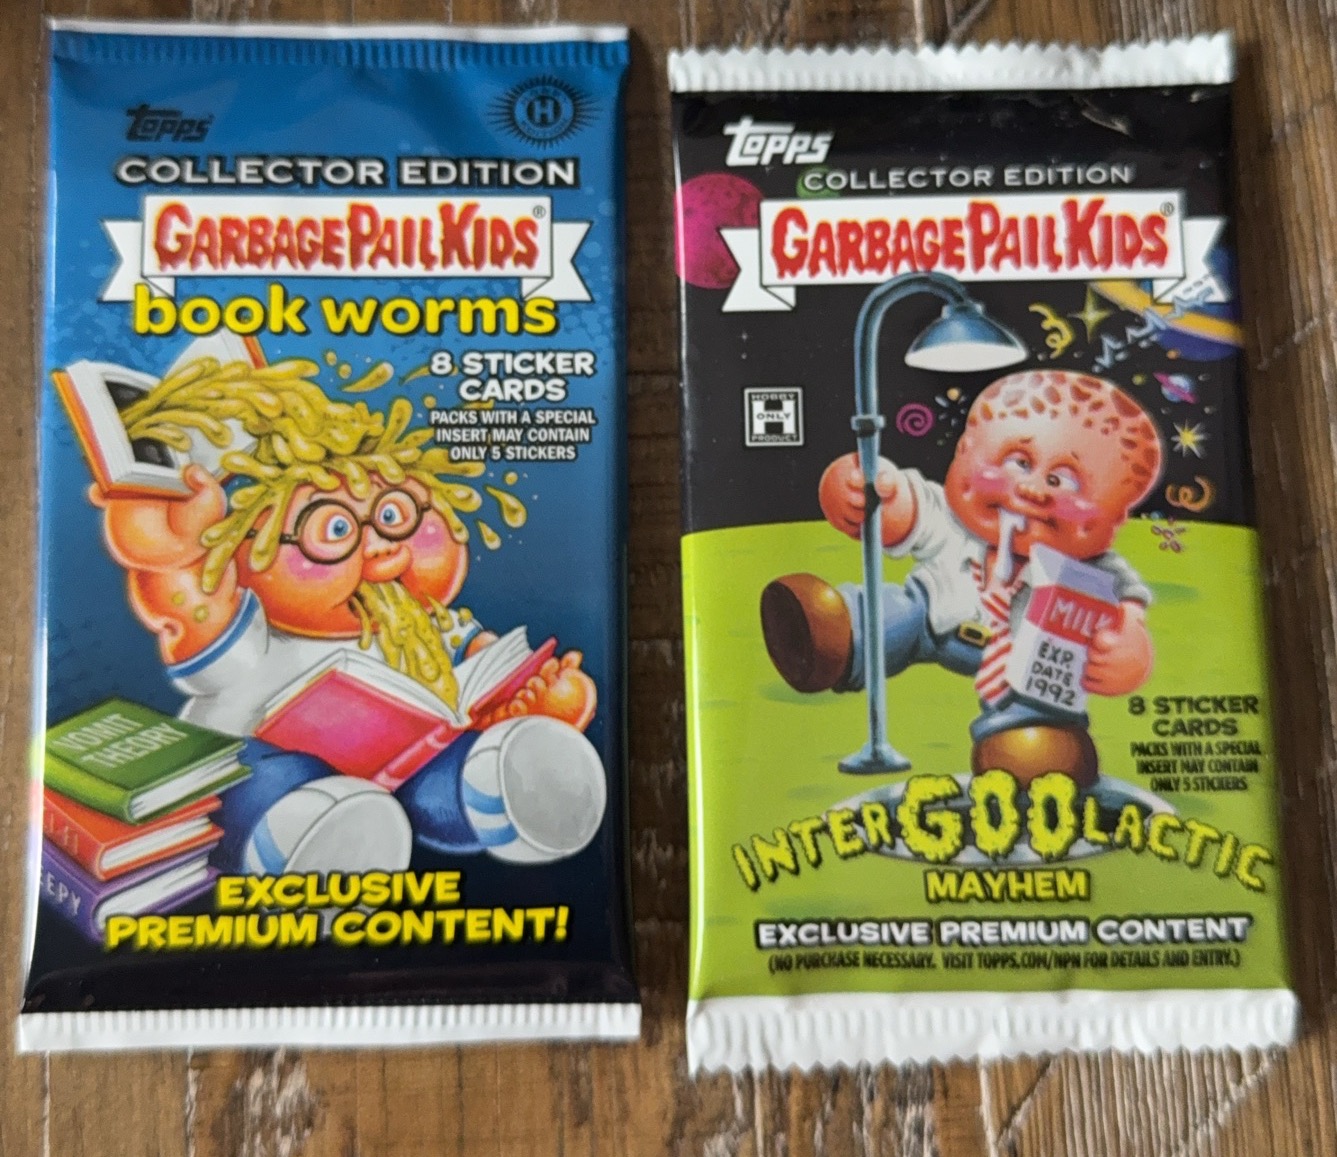 Topps
H
COLLECTOR EDITION
GARBAGE PAIL KIDS®
book worms
8 STICKER
CARDS
PACKS WITH A SPECIAL
INSERT MAY CONTAIN
ONLY 5 STICKERS
VOMIT
THEORY
EXCLUSIVE
PREMIUM CONTENT!
Topps
COLLECTOR EDITION
GARBAGE PAIL KIDS®
HOBBY
H
ONLY
PRODUCT
MILK
EXP.
DATE
1992
8 STICKER
CARDS
PACKS WITH A SPECIAL
INSERT MAY CONTAIN
ONLY 5 STICKERS
INTERGOOLACTIC
MAYHEM
EXCLUSIVE PREMIUM CONTENT
(NO PURCHASE NECESSARY. VISIT TOPPS.COM/NPN FOR DETAILS AND ENTRY.)